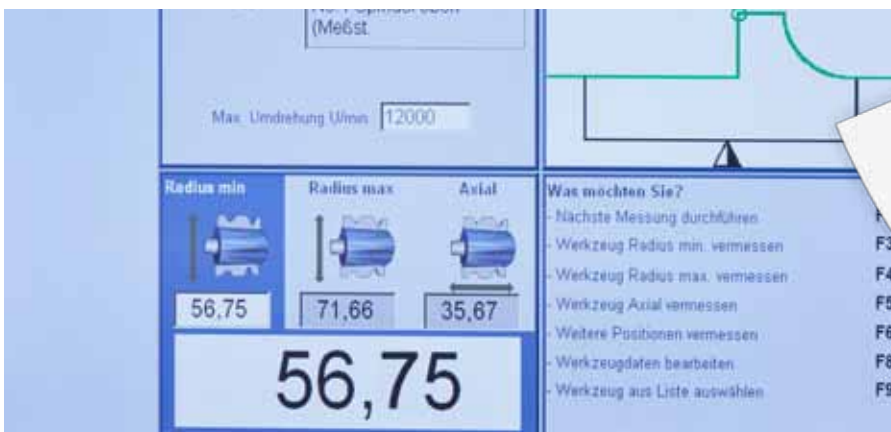 (Meßst.
Max. Umdrehung U/min 12000
Radius min
Radius max
Axial
56,75
71,66
35,67
56,75
Was möchten Sie?
- Nächste Messung durchführen
- Werkzeug Radius min. vermessen F3
- Werkzeug Radius max. vermessen F4
- Werkzeug Axial vermessen F5
- Weitere Positionen vermessen F6
- Werkzeugdaten bearbeiten F8
- Werkzeug aus Liste auswählen F9